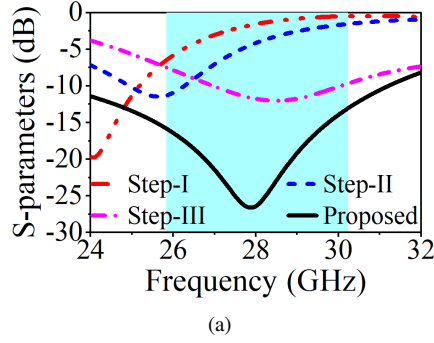 S-parameters (dB)
0
-5
-10
-15
-20
-25
-30
Step-I
Step-II
Step-III
Proposed
24 26 28 30 32
Frequency (GHz)
(a)